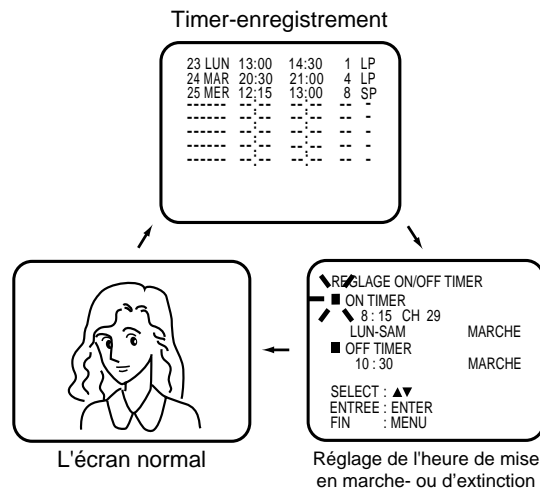 Timer-enregistrement
23 LUN 13:00 14:30 1 LP
24 MAR 20:30 21:00 4 LP
25 MER 12:15 13:00 8 SP
------ --:-- --:-- -- -
------ --:-- --:-- -- -
------ --:-- --:-- -- -
------ --:-- --:-- -- -
------ --:-- --:-- -- -
L'écran normal
REGLAGE ON/OFF TIMER
■ ON TIMER
8 : 15 CH 29
LUN-SAM MARCHE
■ OFF TIMER
10 : 30 MARCHE
SELECT : ▲▼
ENTREE : ENTER
FIN : MENU
Réglage de l'heure de mise
en marche- ou d'extinction